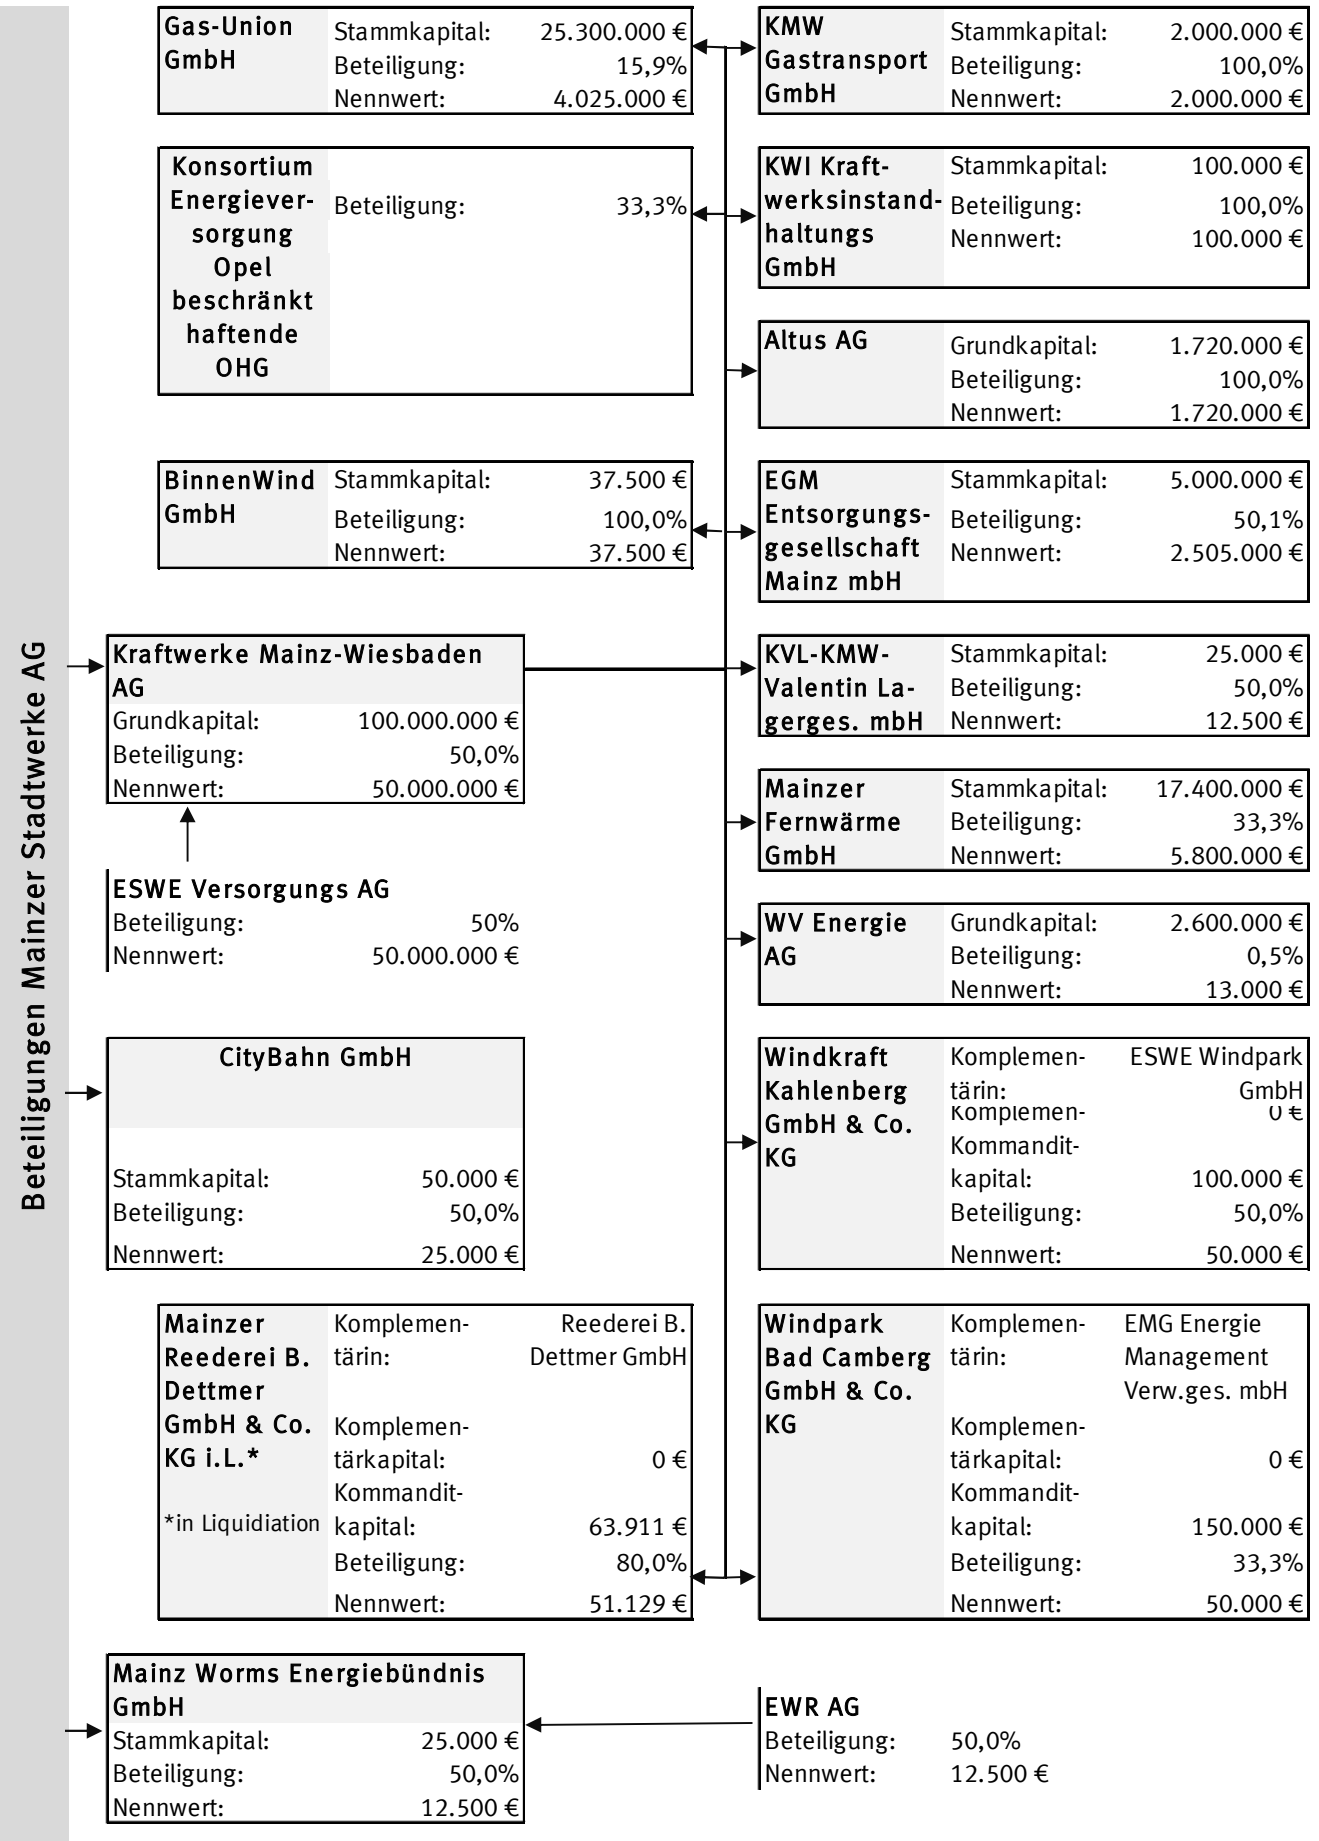 Beteiligungen Mainzer Stadtwerke AG
Gas-Union
GmbH
Stammkapital: 25.300.000 €
Beteiligung: 15,9%
Nennwert: 4.025.000 €
KMW
Gastransport
GmbH
Stammkapital: 2.000.000 €
Beteiligung: 100,0%
Nennwert: 2.000.000 €
Konsortium
Energiever-
sorgung
Opel
beschränkt
haftende
OHG
Beteiligung: 33,3%
KWI Kraft-
werksinstand-
haltungs
GmbH
Stammkapital: 100.000 €
Beteiligung: 100,0%
Nennwert: 100.000 €
Altus AG
Grundkapital: 1.720.000 €
Beteiligung: 100,0%
Nennwert: 1.720.000 €
BinnenWind
GmbH
Stammkapital: 37.500 €
Beteiligung: 100,0%
Nennwert: 37.500 €
EGM
Entsorgungs-
gesellschaft
Mainz mbH
Stammkapital: 5.000.000 €
Beteiligung: 50,1%
Nennwert: 2.505.000 €
Kraftwerke Mainz-Wiesbaden
AG
Grundkapital: 100.000.000 €
Beteiligung: 50,0%
Nennwert: 50.000.000 €
KVL-KMW-
Valentin La-
gerges. mbH
Stammkapital: 25.000 €
Beteiligung: 50,0%
Nennwert: 12.500 €
Mainzer
Fernwärme
GmbH
Stammkapital: 17.400.000 €
Beteiligung: 33,3%
Nennwert: 5.800.000 €
ESWE Versorgungs AG
Beteiligung: 50%
Nennwert: 50.000.000 €
WV Energie
AG
Grundkapital: 2.600.000 €
Beteiligung: 0,5%
Nennwert: 13.000 €
CityBahn GmbH
Stammkapital: 50.000 €
Beteiligung: 50,0%
Nennwert: 25.000 €
Windkraft
Kahlenberg
GmbH & Co.
KG
Komplemen- ESWE Windpark
tärin: GmbH
Komplemen- 0 €
Kommandit-
kapital: 100.000 €
Beteiligung: 50,0%
Nennwert: 50.000 €
Mainzer
Reederei B.
Dettmer
GmbH & Co.
KG i.L.*
*in Liquidiation
Komplemen- Reederei B.
tärin: Dettmer GmbH
Komplemen-
tärkapital: 0 €
Kommandit-
kapital: 63.911 €
Beteiligung: 80,0%
Nennwert: 51.129 €
Windpark
Bad Camberg
GmbH & Co.
KG
Komplemen- EMG Energie
tärin: Management
Verw.ges. mbH
Komplemen-
tärkapital: 0 €
Kommandit-
kapital: 150.000 €
Beteiligung: 33,3%
Nennwert: 50.000 €
Mainz Worms Energiebündnis
GmbH
Stammkapital: 25.000 €
Beteiligung: 50,0%
Nennwert: 12.500 €
EWR AG
Beteiligung: 50,0%
Nennwert: 12.500 €